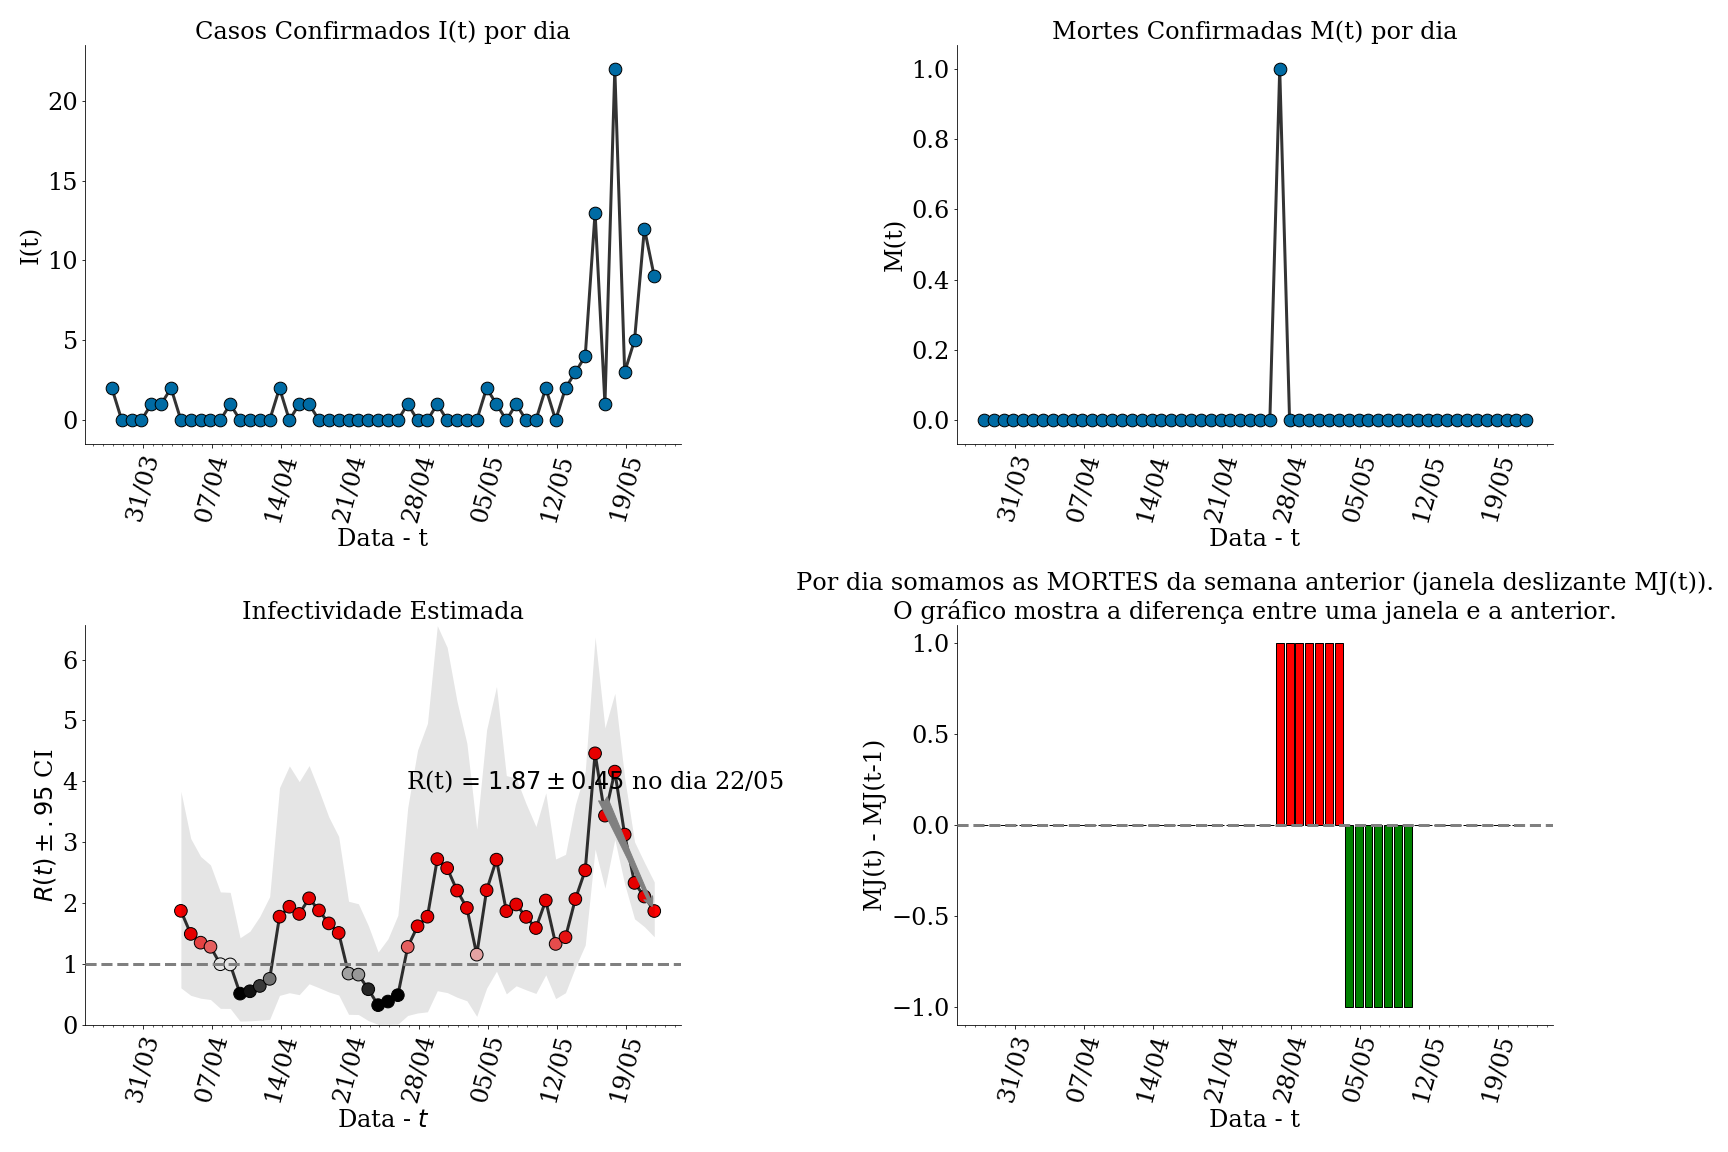 Casos Confirmados I(t) por dia
I(t)
20
15
10
5
0
31/03 07/04 14/04 21/04 28/04 05/05 12/05 19/05
Data - t
Mortes Confirmadas M(t) por dia
M(t)
1.0
0.8
0.6
0.4
0.2
0.0
31/03 07/04 14/04 21/04 28/04 05/05 12/05 19/05
Data - t
Infectividade Estimada
R(t) ± .95 CI
6
5
4
3
2
1
0
R(t) = 1.87 ± 0.45 no dia 22/05
31/03 07/04 14/04 21/04 28/04 05/05 12/05 19/05
Data - t
Por dia somamos as MORTES da semana anterior (janela deslizante MJ(t)).
O gráfico mostra a diferença entre uma janela e a anterior.
MJ(t) - MJ(t-1)
1.0
0.5
0.0
−0.5
−1.0
31/03 07/04 14/04 21/04 28/04 05/05 12/05 19/05
Data - t